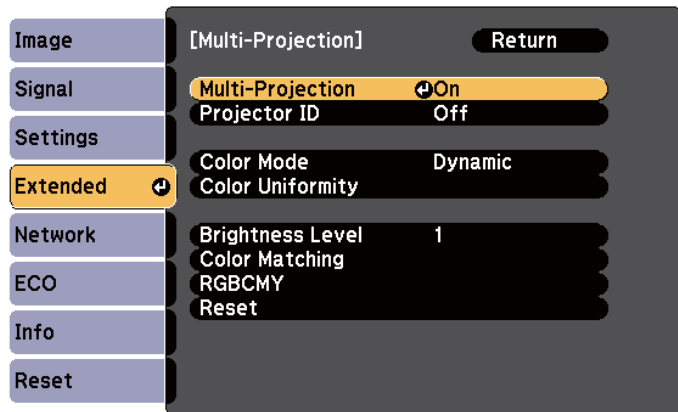 Image
Signal
Settings
Extended
Network
ECO
Info
Reset
[Multi-Projection] Return
Multi-Projection On
Projector ID Off
Color Mode Dynamic
Color Uniformity
Brightness Level 1
Color Matching
RGBCMY
Reset